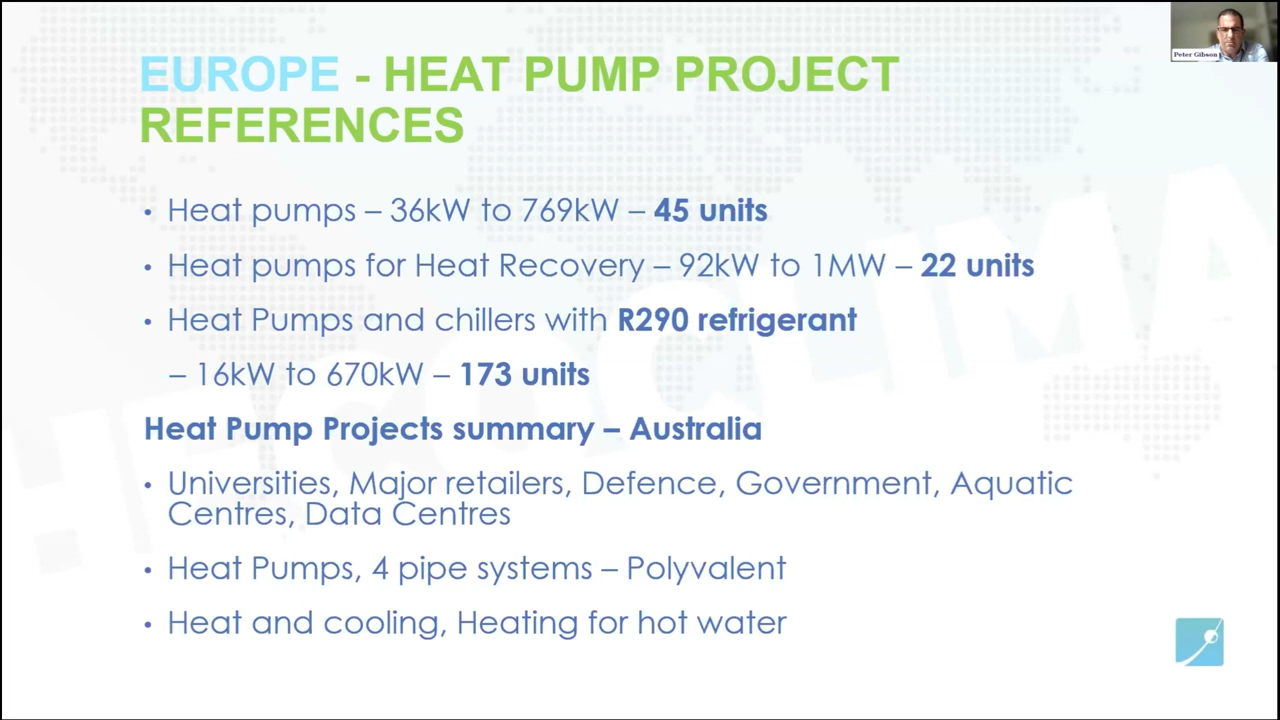 EUROPE - HEAT PUMP PROJECT
REFERENCES
Peter Gibson
• Heat pumps – 36kW to 769kW – 45 units
• Heat pumps for Heat Recovery – 92kW to 1MW – 22 units
• Heat Pumps and chillers with R290 refrigerant
– 16kW to 670kW – 173 units
Heat Pump Projects summary – Australia
• Universities, Major retailers, Defence, Government, Aquatic
Centres, Data Centres
• Heat Pumps, 4 pipe systems – Polyvalent
• Heat and cooling, Heating for hot water